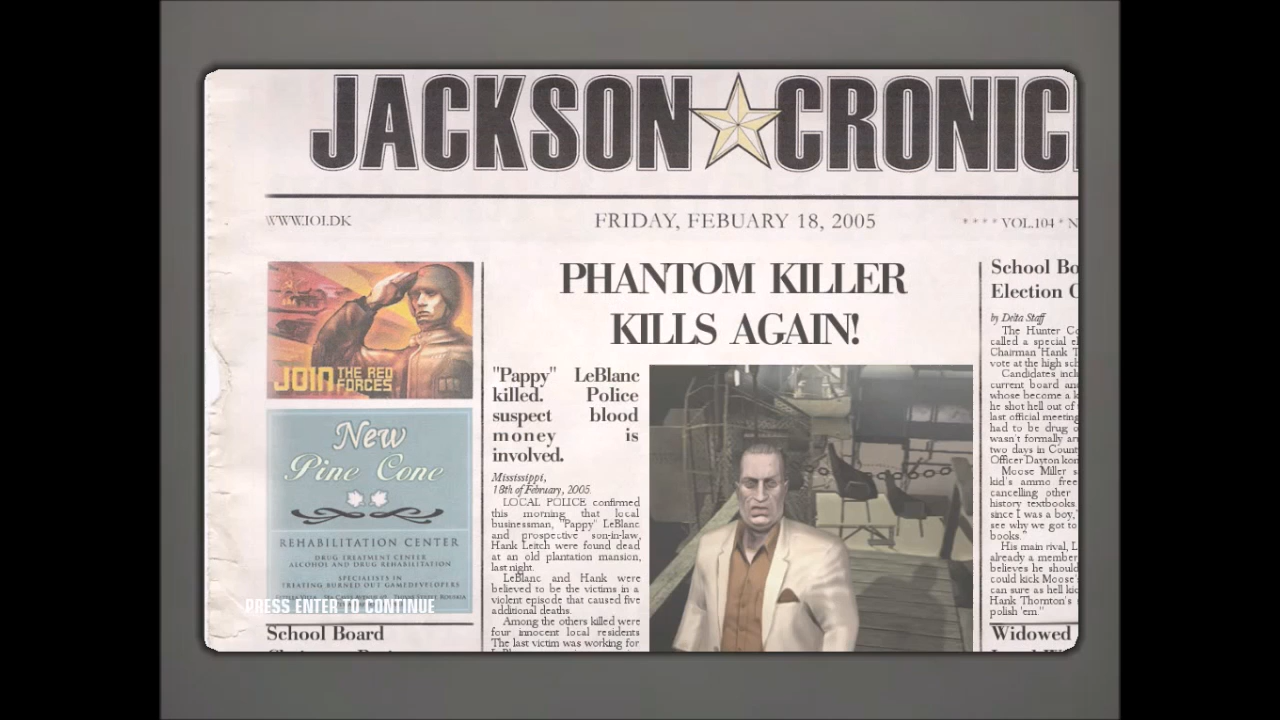 JACKSON CRONIC
WWW.IOI.DK
FRIDAY, FEBUARY 18, 2005
* * * * VOL.104 * N
JOIN THE RED
FORCES
New
Pine Cone
REHABILITATION CENTER
DRUG TREATMENT CENTER
ALCOHOL AND DRUG REHABILITATION
SPECIALISTS IN
TREATING BURNED OUT GAMEDEVELOPERS
PRESS ENTER TO CONTINUE
School Board
PHANTOM KILLER
KILLS AGAIN!
"Pappy" LeBlanc
killed. Police
suspect blood
money is
involved.
Mississippi,
18th of February, 2005.
LOCAL POLICE confirmed
this morning that local
businessman, "Pappy" LeBlanc
and prospective son-in-law,
Hank Leitch were found dead
at an old plantation mansion,
last night.
LeBlanc and Hank were
believed to be the victims in a
violent episode that caused five
additional deaths.
Among the others killed were
four innocent local residents
The last victim was working for
School Bo
Election C
by Delta Staff
The Hunter Co
called a special el
Chairman Hank T
vote at the high sch
Candidates incl
current board and
whose become a k
he shot hell out of
last official meeting
had to be drug o
wasn't formally arr
two days in Count
Officer Dayton kon
Moose Miller s
kid's ammo free
cancelling other
history textbooks
since I was a boy,"
see why we got to
books."
His main rival, L
already a member
believes he should
could kick Moose'
can sure as hell kic
Hank Thornton's
polish 'em."
Widowed